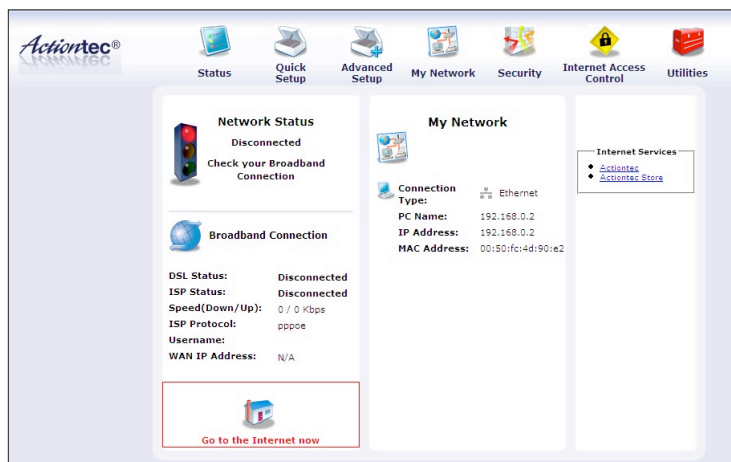 Actiontec®
Status
Quick Setup
Advanced Setup
My Network
Security
Internet Access Control
Utilities
Network Status
Disconnected
Check your Broadband
Connection
Broadband Connection
DSL Status: Disconnected
ISP Status: Disconnected
Speed(Down/Up): 0 / 0 Kbps
ISP Protocol: pppoe
Username:
WAN IP Address: N/A
Go to the Internet now
My Network
Connection Type: Ethernet
PC Name: 192.168.0.2
IP Address: 192.168.0.2
MAC Address: 00:50:fc:4d:90:e2
Internet Services
Actiontec
Actiontec Store